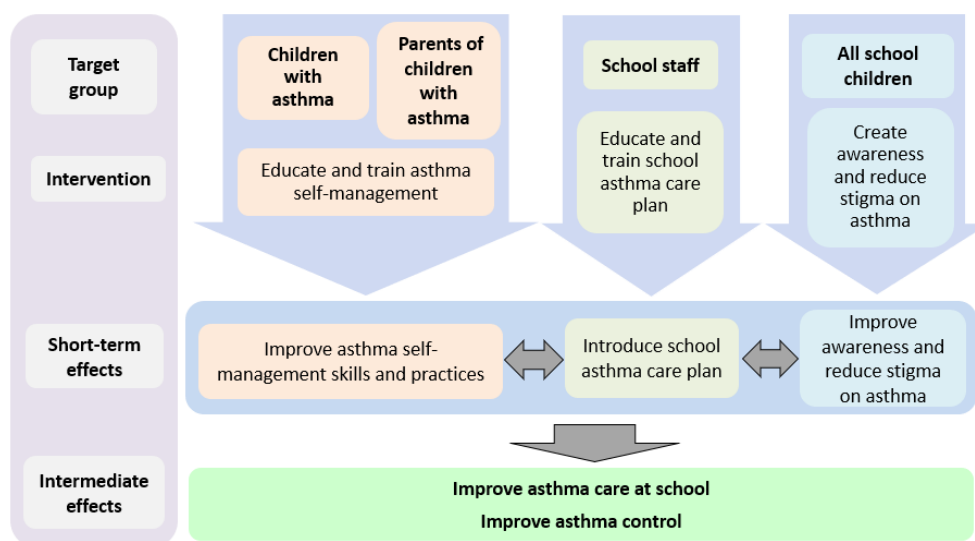 Target
group
Children
with
asthma
Parents of
children
with
asthma
School staff
All school
children
Intervention
Educate and train asthma
self-management
Educate and
train school
asthma care
plan
Create
awareness
and reduce
stigma on
asthma
Short-term
effects
Improve asthma self-
management skills and practices
Introduce school
asthma care plan
Improve
awareness and
reduce stigma
on asthma
Intermediate
effects
Improve asthma care at school
Improve asthma control